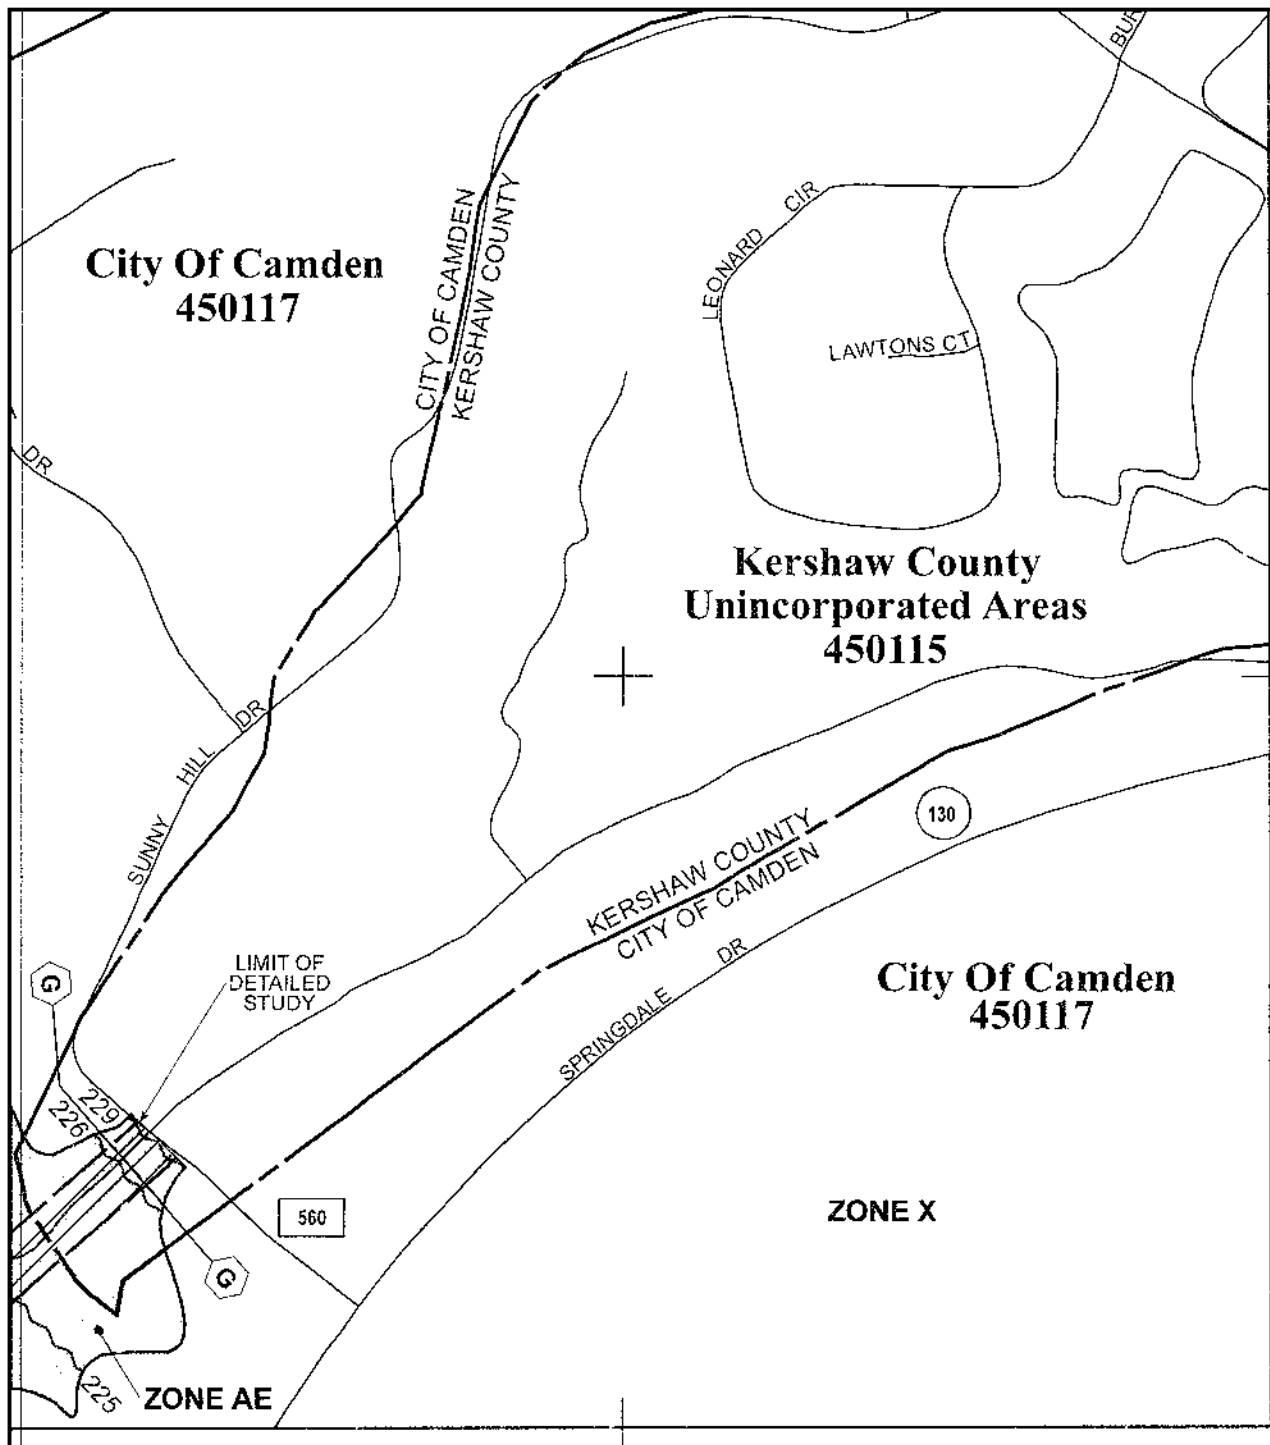 BUR
CITY OF CAMDEN
KERSHAW COUNTY
LEONARD CIR
City Of Camden
450117
LAWTONS CT
DR
Kershaw County
Unincorporated Areas
450115
SUNNY HILL DR
130
KERSHAW COUNTY
CITY OF CAMDEN
SPRINGDALE DR
LIMIT OF
DETAILED
STUDY
City Of Camden
450117
G
229
226
560
ZONE X
G
225
ZONE AE